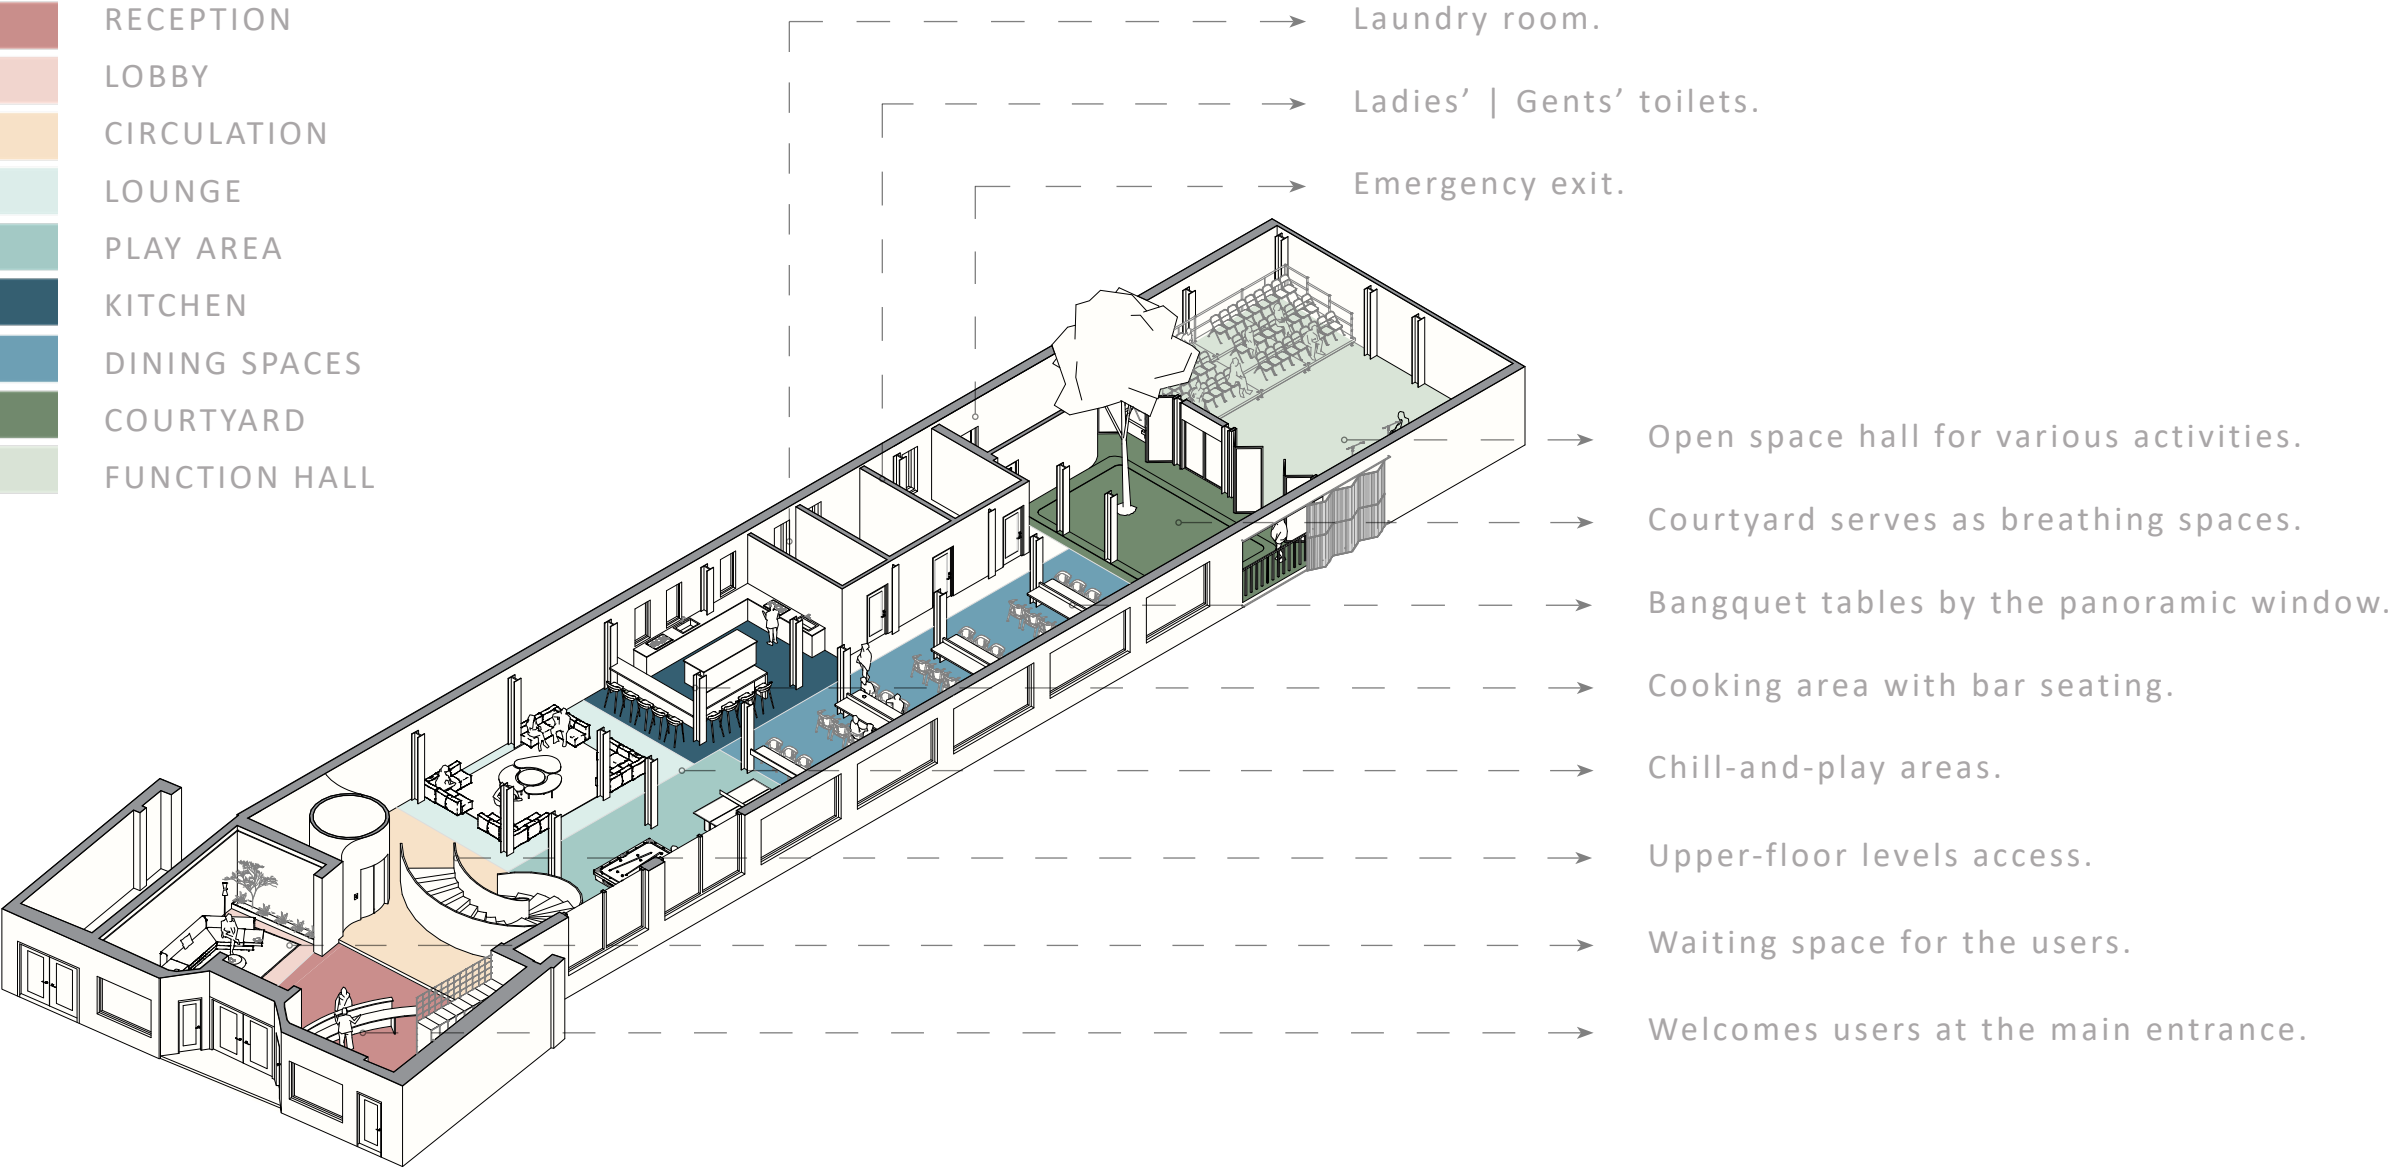 RECEPTION
LOBBY
CIRCULATION
LOUNGE
PLAY AREA
KITCHEN
DINING SPACES
COURTYARD
FUNCTION HALL
Laundry room.
Ladies’ | Gents’ toilets.
Emergency exit.
Open space hall for various activities.
Courtyard serves as breathing spaces.
Bangquet tables by the panoramic window.
Cooking area with bar seating.
Chill-and-play areas.
Upper-floor levels access.
Waiting space for the users.
Welcomes users at the main entrance.